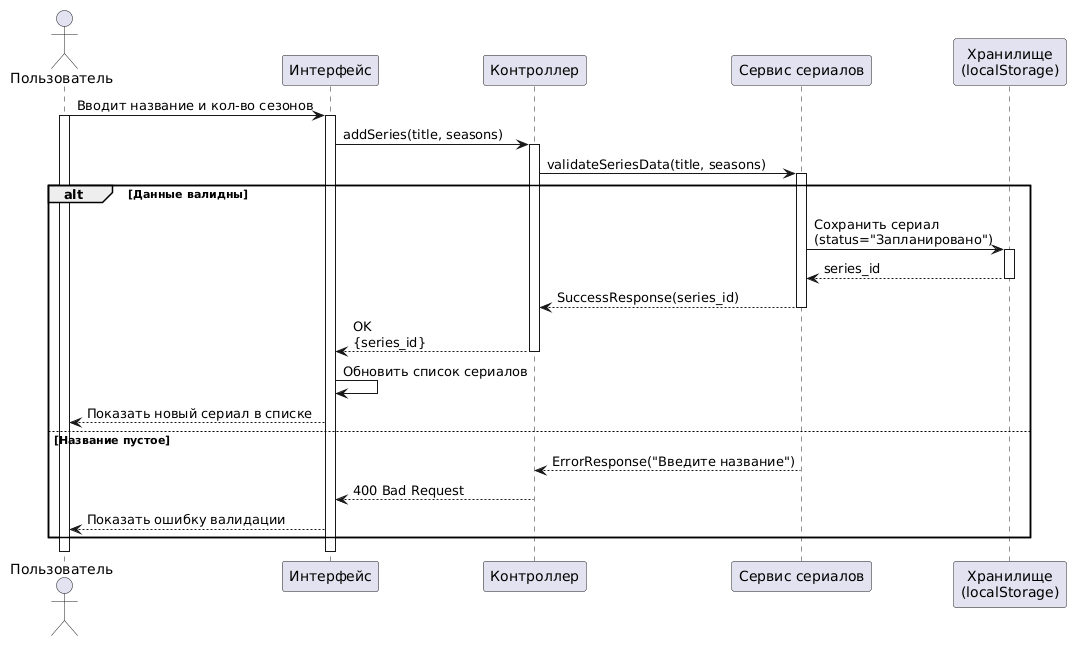 Пользователь
Интерфейс
Контроллер
Сервис сериалов
Хранилище
(localStorage)
Вводит название и кол-во сезонов
addSeries(title, seasons)
validateSeriesData(title, seasons)
alt
[Данные валидны]
Сохранить сериал
(status="Запланировано")
series_id
SuccessResponse(series_id)
OK
{series_id}
Обновить список сериалов
Показать новый сериал в списке
[Название пустое]
ErrorResponse("Введите название")
400 Bad Request
Показать ошибку валидации
Пользователь
Интерфейс
Контроллер
Сервис сериалов
Хранилище
(localStorage)